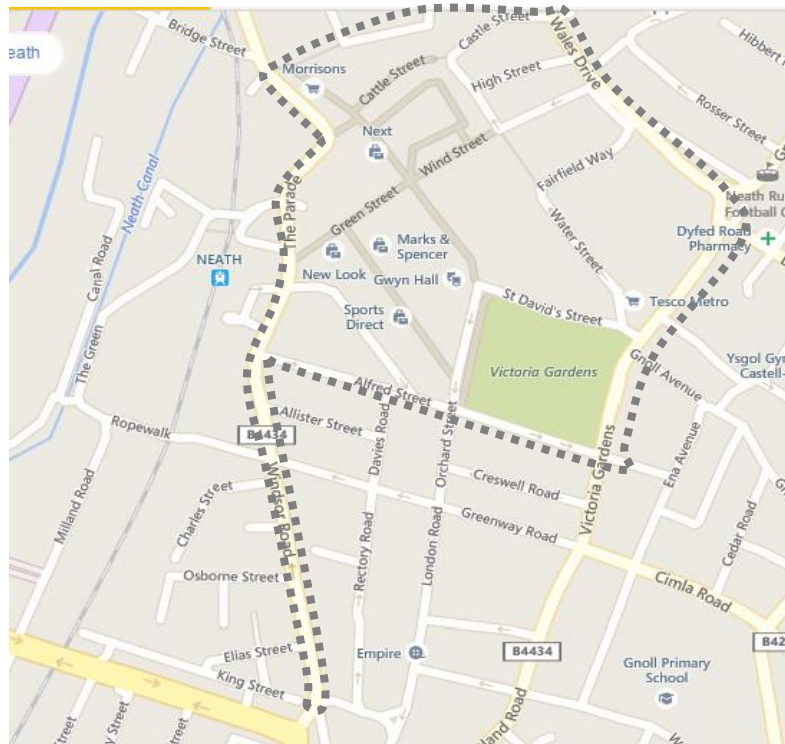 Bridge Street
eath
Morrisons
Cattle Street
Castle Street
High Street
Wales Drive
Hibbert
Rosser Street
Next
Wind Street
Fairfield Way
Neath Canal
Green Street
The Parade
Water Street
Neath Ru
Football C
Dyfed Road
Pharmacy
Canal Road
NEATH
Marks &
Spencer
New Look
Gwyn Hall
Sports
Direct
St David's Street
Tesco Metro
The Green
Victoria Gardens
Gnoll Avenue
Ysgol Gy
Castell-
Alfred Street
Allister Street
Ropewalk
B4434
Davies Road
Orchard Street
Victoria Gardens
Ena Avenue
Creswell Road
Greenway Road
Milland Road
Charles Street
Windsor Road
Rectory Road
London Road
Cedar Road
Cimla Road
Osborne Street
Elias Street
King Street
Empire
B4434
B42
Gnoll Primary
School
land Road